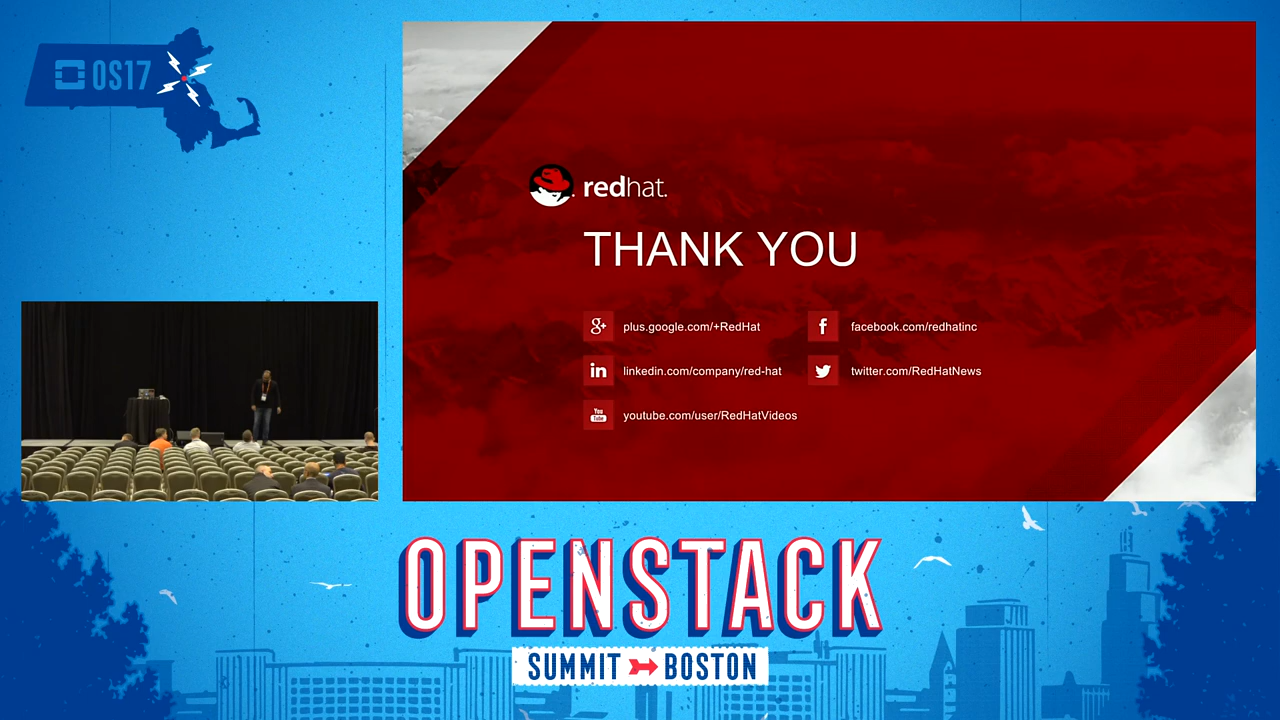 OS17
redhat.
THANK YOU
plus.google.com/+RedHat
facebook.com/redhatinc
linkedin.com/company/red-hat
twitter.com/RedHatNews
youtube.com/user/RedHatVideos
OPENSTACK
SUMMIT BOSTON